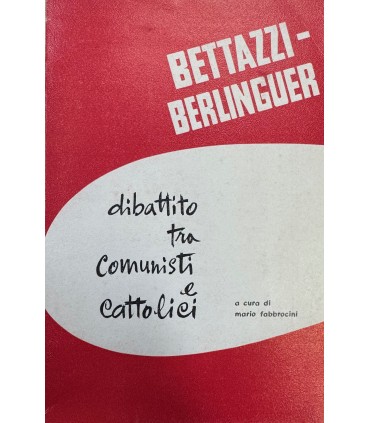 BETTAZZI-
BERLINGUER
dibattito
tra
comunisti
e
cattolici
a cura di
mario fabbrocini